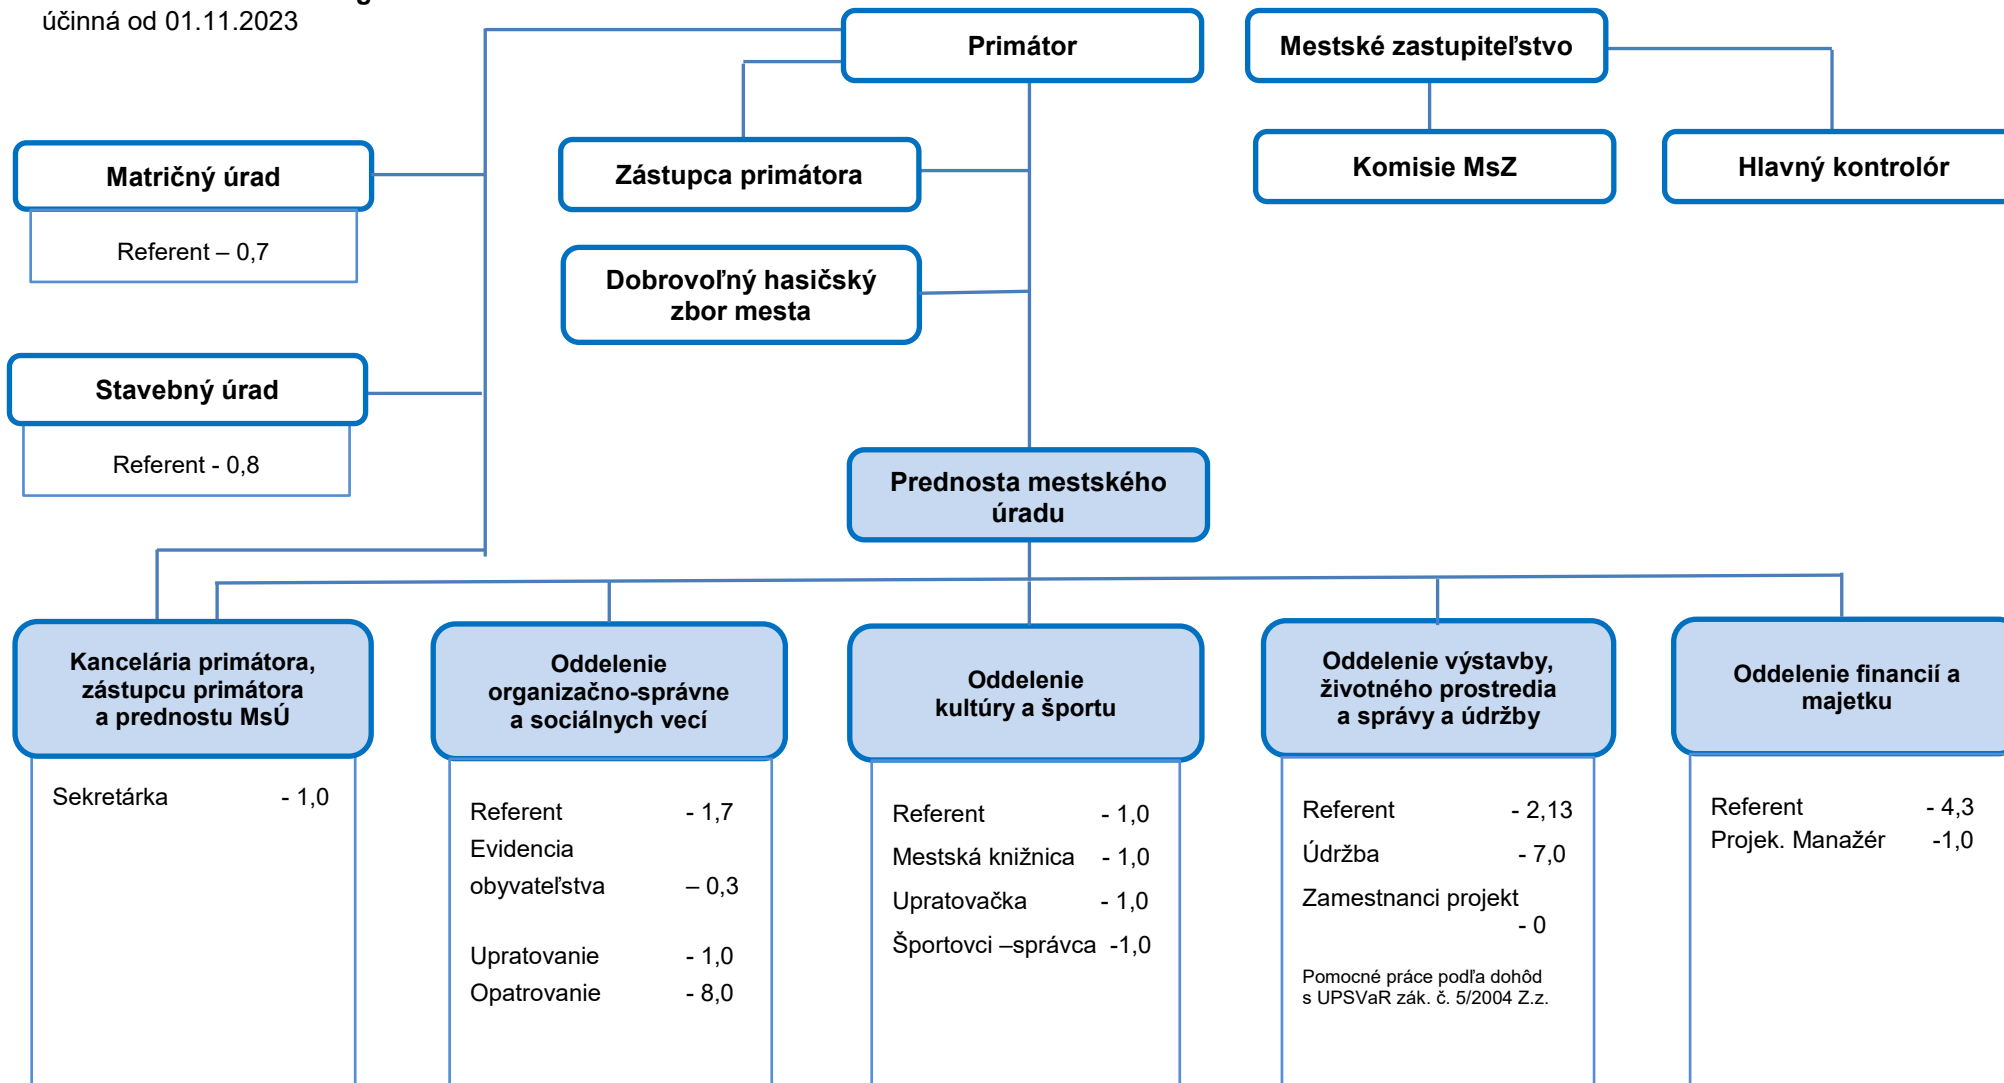 účinná od 01.11.2023
Primátor
Mestské zastupiteľstvo
Matričný úrad
Referent – 0,7
Zástupca primátora
Komisie MsZ
Hlavný kontrolór
Dobrovoľný hasičský
zbor mesta
Stavebný úrad
Referent - 0,8
Prednosta mestského
úradu
Kancelária primátora,
zástupcu primátora
a prednostu MsÚ
Sekretárka - 1,0
Oddelenie
organizačno-správne
a sociálnych vecí
Referent - 1,7
Evidencia
obyvateľstva – 0,3
Upratovanie - 1,0
Opatrovanie - 8,0
Oddelenie
kultúry a športu
Referent - 1,0
Mestská knižnica - 1,0
Upratovačka - 1,0
Športovci –správca -1,0
Oddelenie výstavby,
životného prostredia
a správy a údržby
Referent - 2,13
Údržba - 7,0
Zamestnanci projekt
- 0
Pomocné práce podľa dohôd
s UPSVaR zák. č. 5/2004 Z.z.
Oddelenie financií a
majetku
Referent - 4,3
Projek. Manažér -1,0